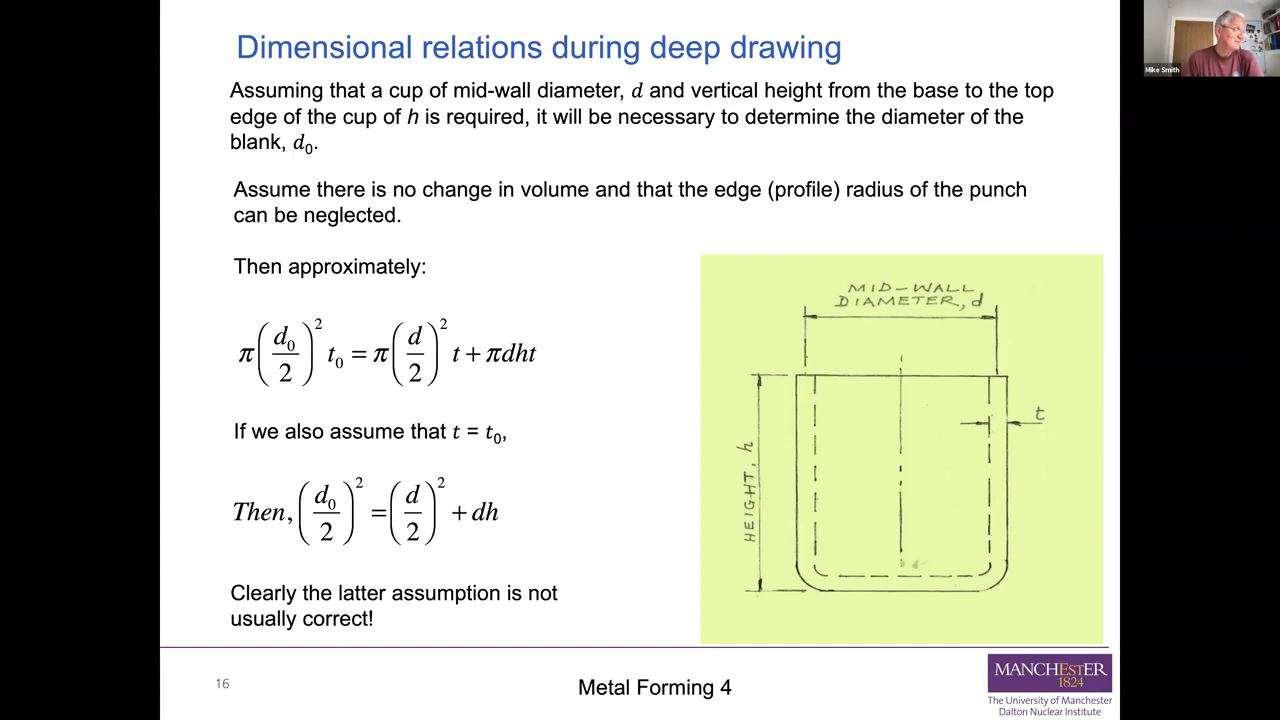 Dimensional relations during deep drawing
Mike Smith
Assuming that a cup of mid-wall diameter, d and vertical height from the base to the top
edge of the cup of h is required, it will be necessary to determine the diameter of the
blank, d₀.
Assume there is no change in volume and that the edge (profile) radius of the punch
can be neglected.
Then approximately:
π(d₀/2)² t₀ = π(d/2)² t + πdht
If we also assume that t = t₀,
Then, (d₀/2)² = (d/2)² + dh
Clearly the latter assumption is not
usually correct!
MID-WALL
DIAMETER, d
t
HEIGHT, h
16
Metal Forming 4
MANCHESTER
1824
The University of Manchester
Dalton Nuclear Institute